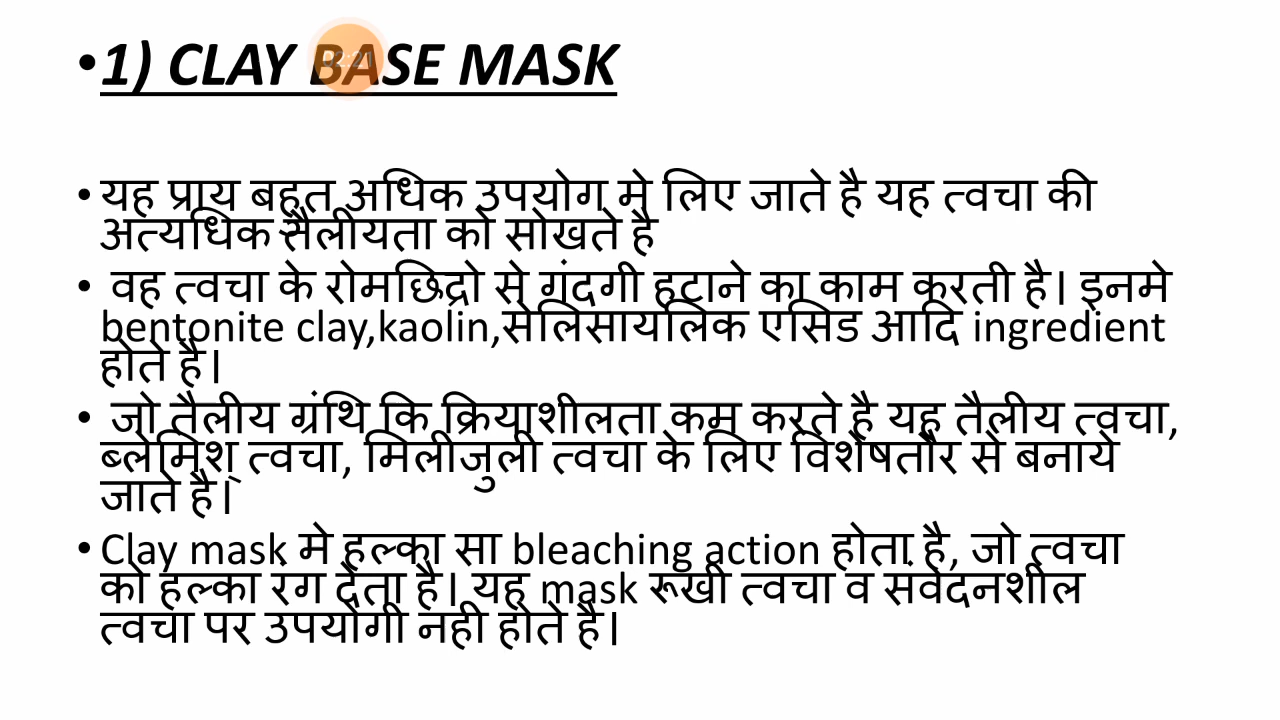 •1) CLAY BASE MASK
02:21
• यह प्राय बहुत अधिक उपयोग मे लिए जाते है यह त्वचा की
अत्यधिक तैलीयता को सोखते है
• वह त्वचा के रोमछिद्रो से गंदगी हटाने का काम करती है। इनमे
bentonite clay,kaolin,सेलिसायलिक एसिड आदि ingredient
होते है।
• जो तैलीय ग्रंथि कि क्रियाशीलता कम करते है यह तैलीय त्वचा,
ब्लेमिश् त्वचा, मिलीजुली त्वचा के लिए विशेषतौर से बनाये
जाते है।
• Clay mask मे हल्का सा bleaching action होता है, जो त्वचा
को हल्का रंग देता है। यह mask रूखी त्वचा व संवेदनशील
त्वचा पर उपयोगी नही होते है।